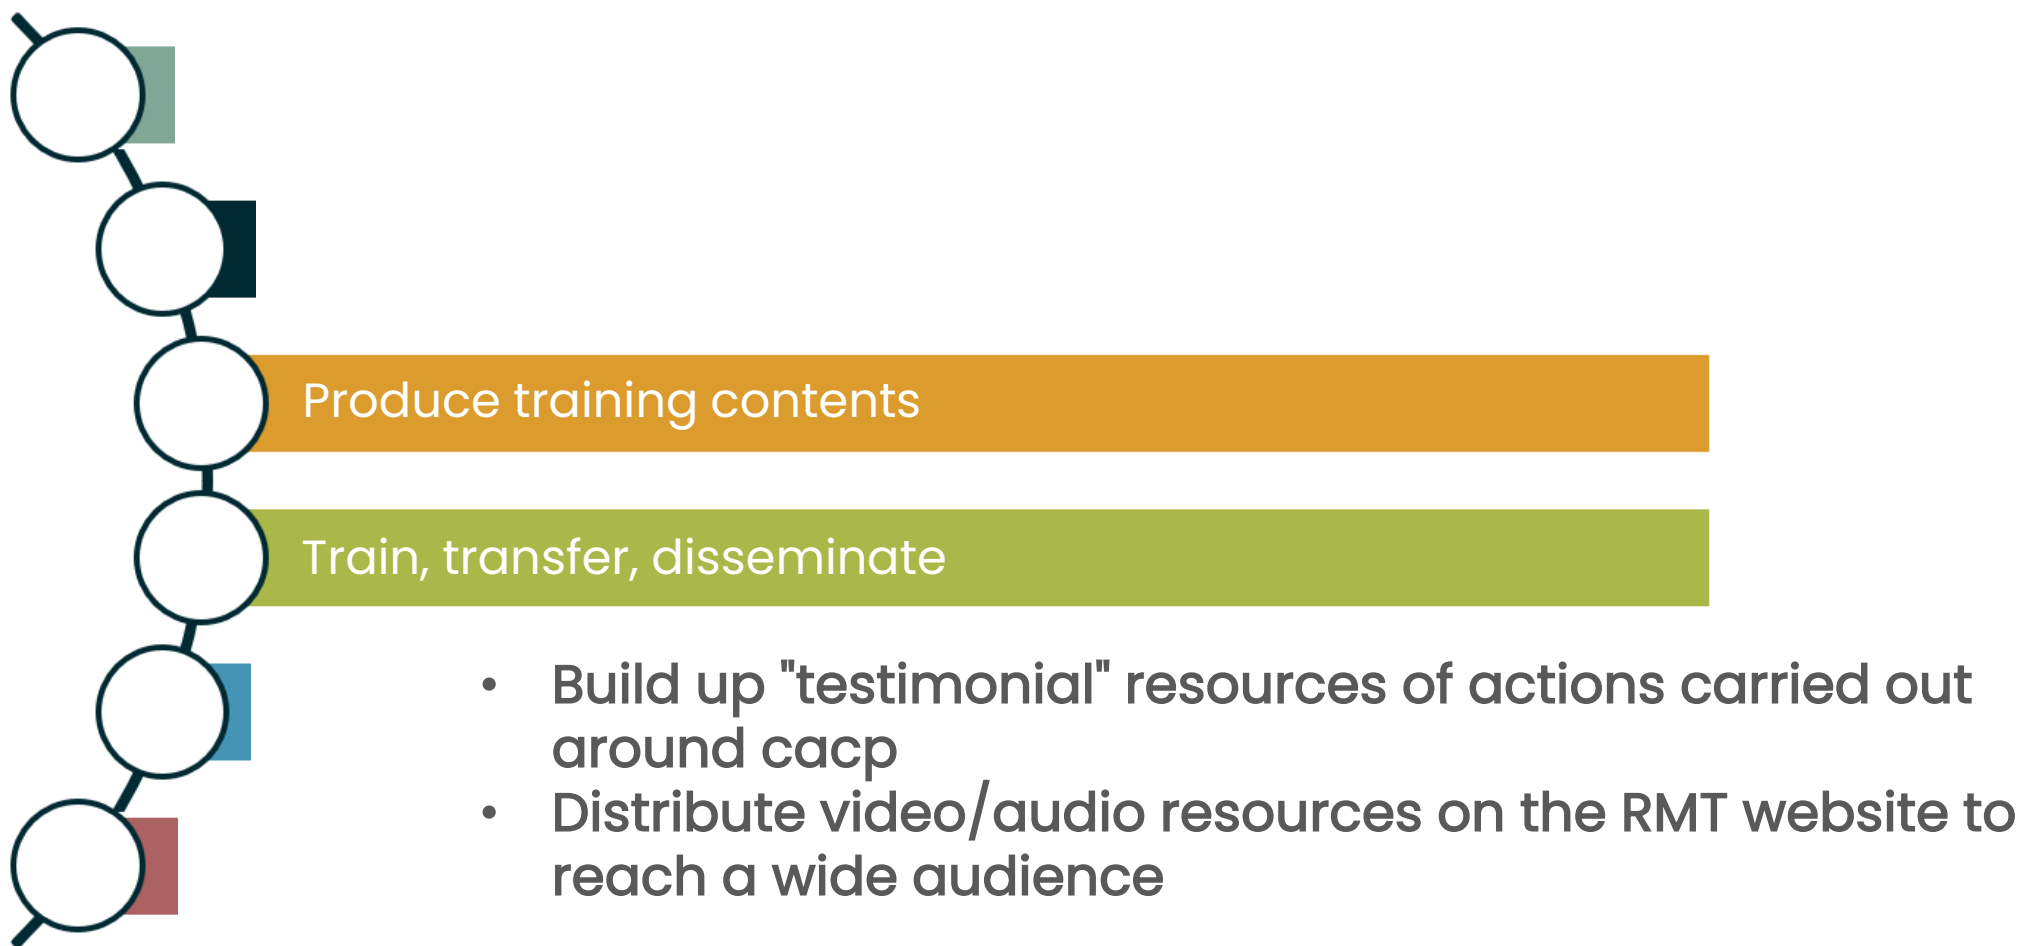 Produce training contents
Train, transfer, disseminate
• Build up "testimonial" resources of actions carried out
around cacp
• Distribute video/audio resources on the RMT website to
reach a wide audience